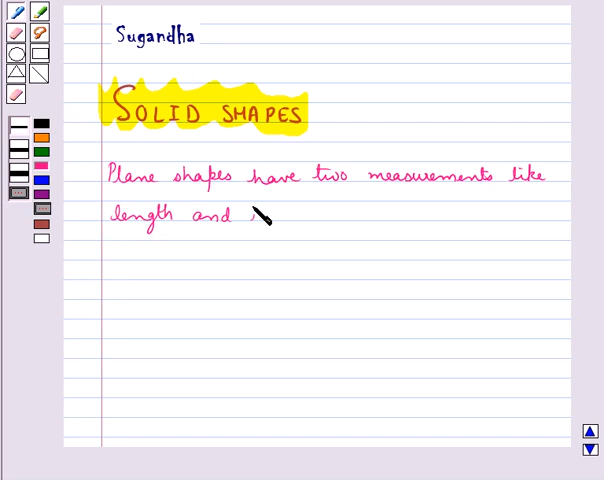 Sugandha
SOLID SHAPES
Plane shapes have two measurements like
length and